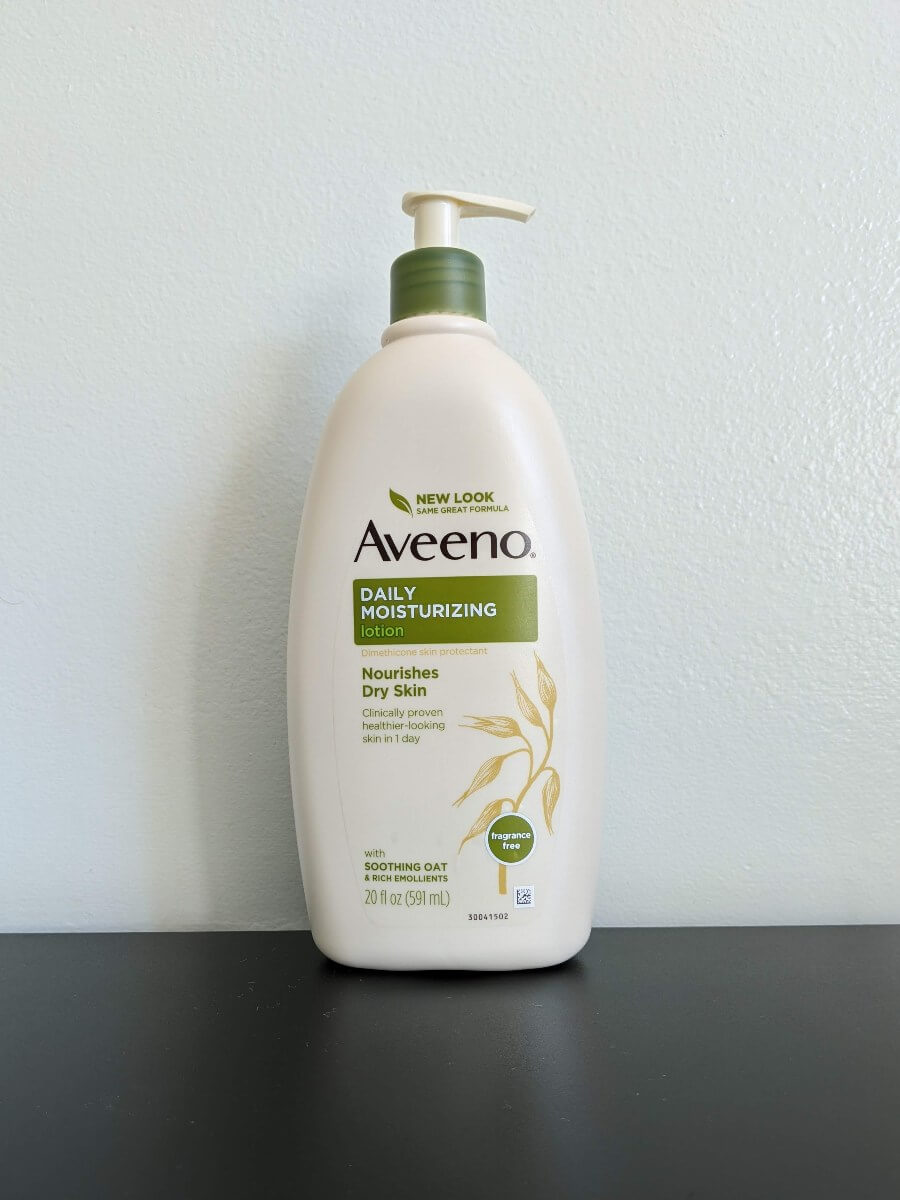 NEW LOOK
SAME GREAT FORMULA
Aveeno®
DAILY
MOISTURIZING
lotion
Dimethicone skin protectant
Nourishes
Dry Skin
Clinically proven
healthier-looking
skin in 1 day
fragrance
free
with
SOOTHING OAT
& RICH EMOLLIENTS
20 fl oz (591 mL)
30041502